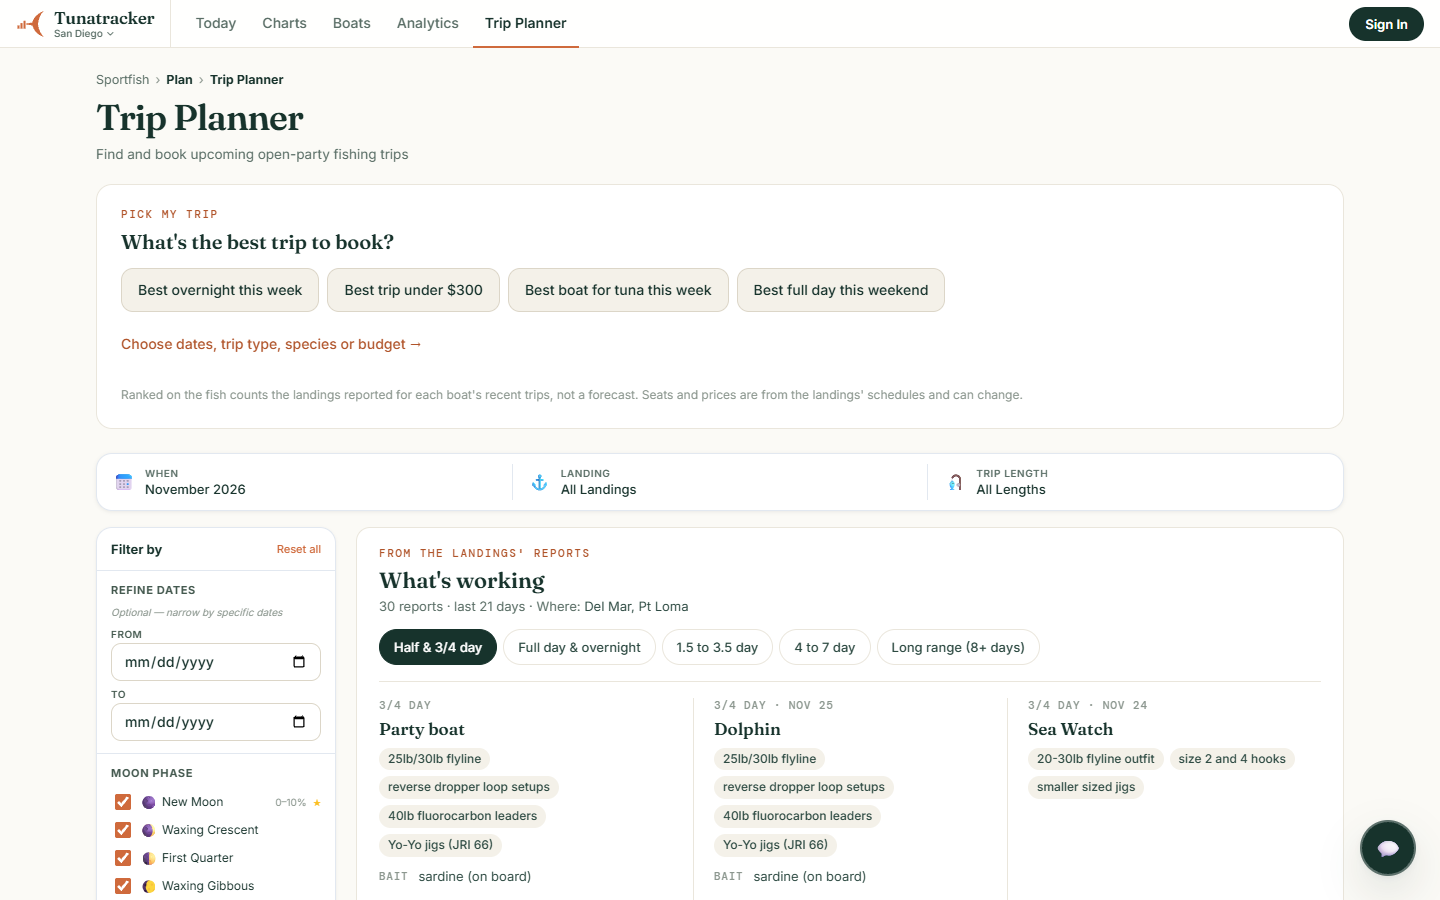 Tunatracker
San Diego
Today
Charts
Boats
Analytics
Trip Planner
Sign In
Sportfish › Plan › Trip Planner
Trip Planner
Find and book upcoming open-party fishing trips
PICK MY TRIP
What's the best trip to book?
Best overnight this week
Best trip under $300
Best boat for tuna this week
Best full day this weekend
Choose dates, trip type, species or budget →
Ranked on the fish counts the landings reported for each boat's recent trips, not a forecast. Seats and prices are from the landings' schedules and can change.
WHEN
November 2026
LANDING
All Landings
TRIP LENGTH
All Lengths
Filter by
Reset all
REFINE DATES
Optional — narrow by specific dates
FROM
mm/dd/yyyy
TO
mm/dd/yyyy
MOON PHASE
New Moon 0–10% ★
Waxing Crescent
First Quarter
Waxing Gibbous
FROM THE LANDINGS' REPORTS
What's working
30 reports · last 21 days · Where: Del Mar, Pt Loma
Half & 3/4 day
Full day & overnight
1.5 to 3.5 day
4 to 7 day
Long range (8+ days)
3/4 DAY
Party boat
25lb/30lb flyline
reverse dropper loop setups
40lb fluorocarbon leaders
Yo-Yo jigs (JRI 66)
BAIT sardine (on board)
3/4 DAY · NOV 25
Dolphin
25lb/30lb flyline
reverse dropper loop setups
40lb fluorocarbon leaders
Yo-Yo jigs (JRI 66)
BAIT sardine (on board)
3/4 DAY · NOV 24
Sea Watch
20-30lb flyline outfit
size 2 and 4 hooks
smaller sized jigs